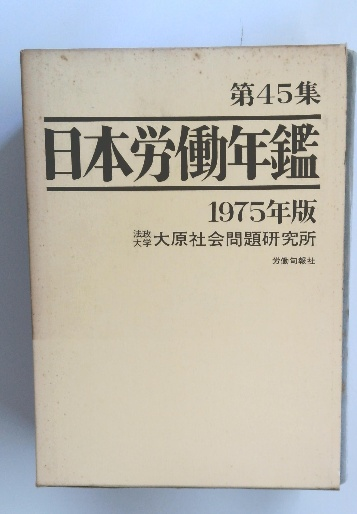 第45集
日本労働年鑑
1975年版
法政大学 大原社会問題研究所
労働旬報社